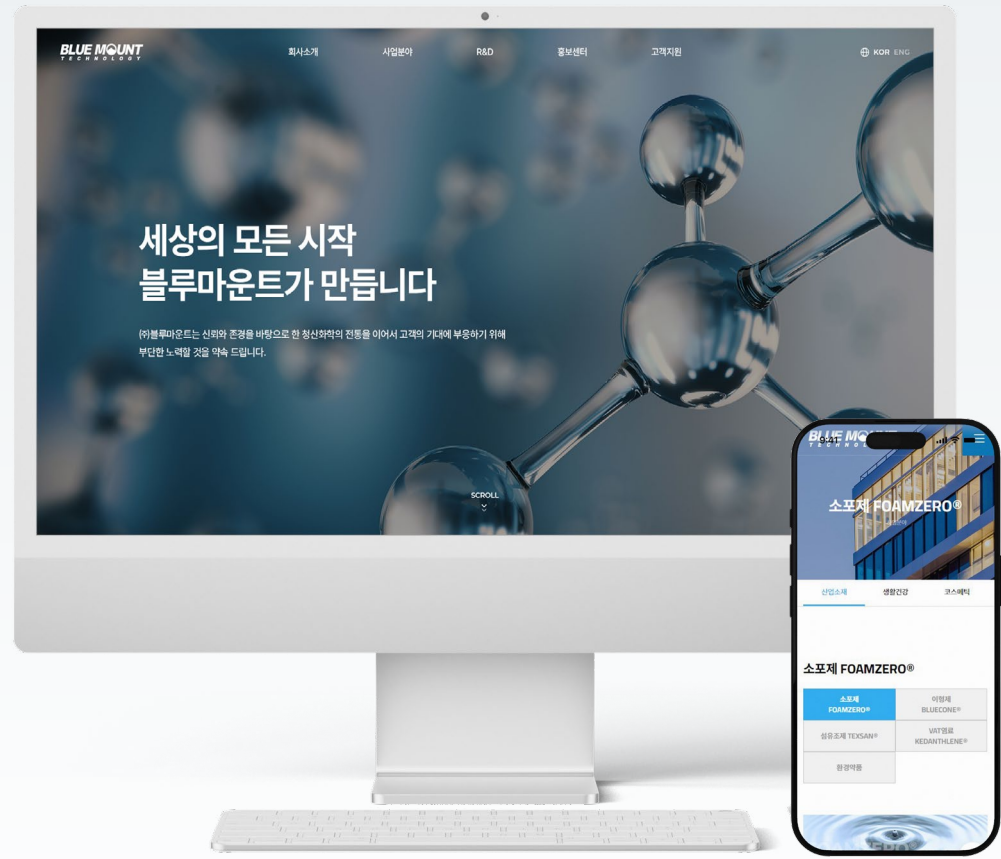 BLUE MOUNT
TECHNOLOGY
회사소개 사업분야 R&D 홍보센터 고객지원
KOR ENG
세상의 모든 시작
블루마운트가 만듭니다
㈜블루마운트는 신뢰와 존경을 바탕으로 한 청산화학의 전통을 이어서 고객의 기대에 부응하기 위해
부단한 노력할 것을 약속 드립니다.
SCROLL
9:41
소포제 FOAMZERO®
산업소재 생활건강 코스메틱
소포제 FOAMZERO®
소포제
FOAMZERO®
이형제
BLUECONE®
섬유조제 TEXSAN®
VAT염료
KEDANTHLENE®
환경약품